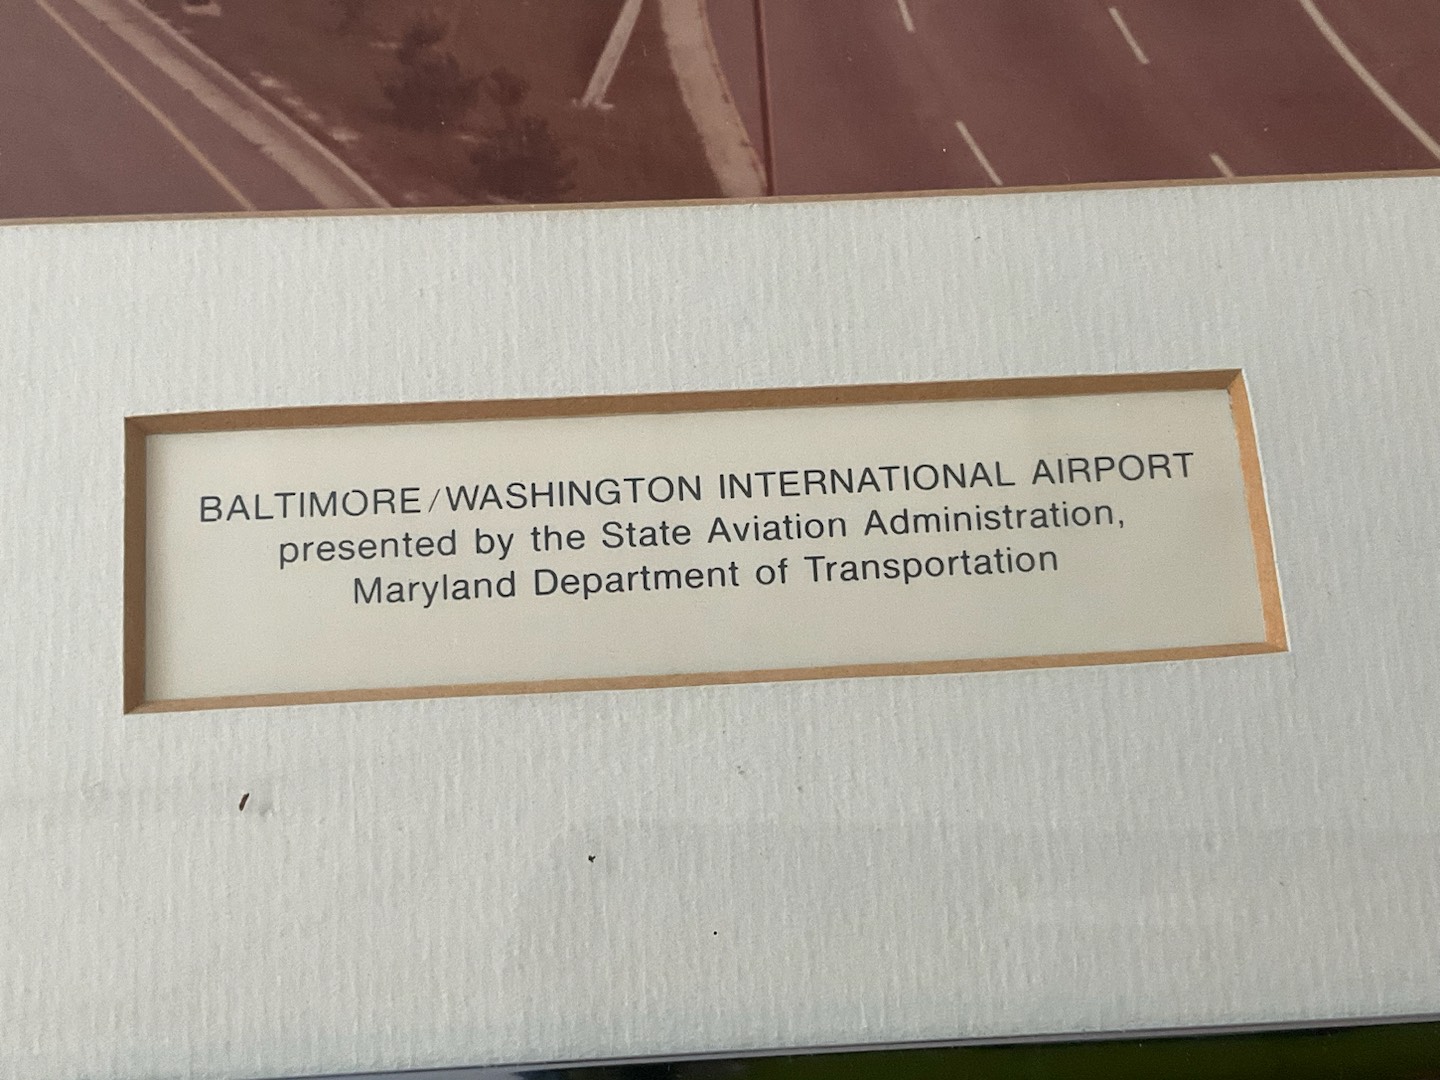 BALTIMORE/WASHINGTON INTERNATIONAL AIRPORT
presented by the State Aviation Administration,
Maryland Department of Transportation